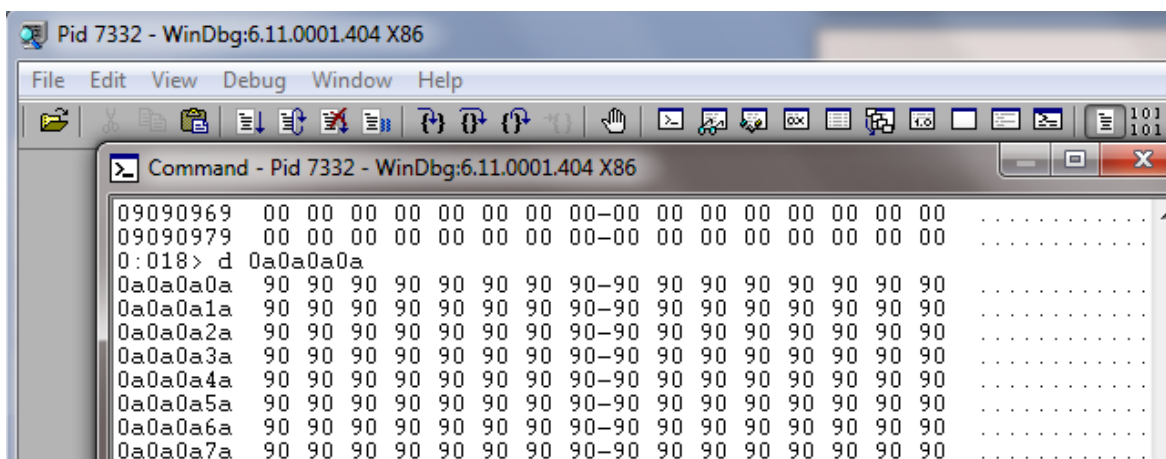 Pid 7332 - WinDbg:6.11.0001.404 X86
File Edit View Debug Window Help
101
101
Command - Pid 7332 - WinDbg:6.11.0001.404 X86
09090969 00 00 00 00 00 00 00 00-00 00 00 00 00 00 00 00 .............
09090979 00 00 00 00 00 00 00 00-00 00 00 00 00 00 00 00 .............
0:018> d 0a0a0a0a
0a0a0a0a 90 90 90 90 90 90 90 90-90 90 90 90 90 90 90 90 .............
0a0a0a1a 90 90 90 90 90 90 90 90-90 90 90 90 90 90 90 90 .............
0a0a0a2a 90 90 90 90 90 90 90 90-90 90 90 90 90 90 90 90 .............
0a0a0a3a 90 90 90 90 90 90 90 90-90 90 90 90 90 90 90 90 .............
0a0a0a4a 90 90 90 90 90 90 90 90-90 90 90 90 90 90 90 90 .............
0a0a0a5a 90 90 90 90 90 90 90 90-90 90 90 90 90 90 90 90 .............
0a0a0a6a 90 90 90 90 90 90 90 90-90 90 90 90 90 90 90 90 .............
0a0a0a7a 90 90 90 90 90 90 90 90-90 90 90 90 90 90 90 90 .............